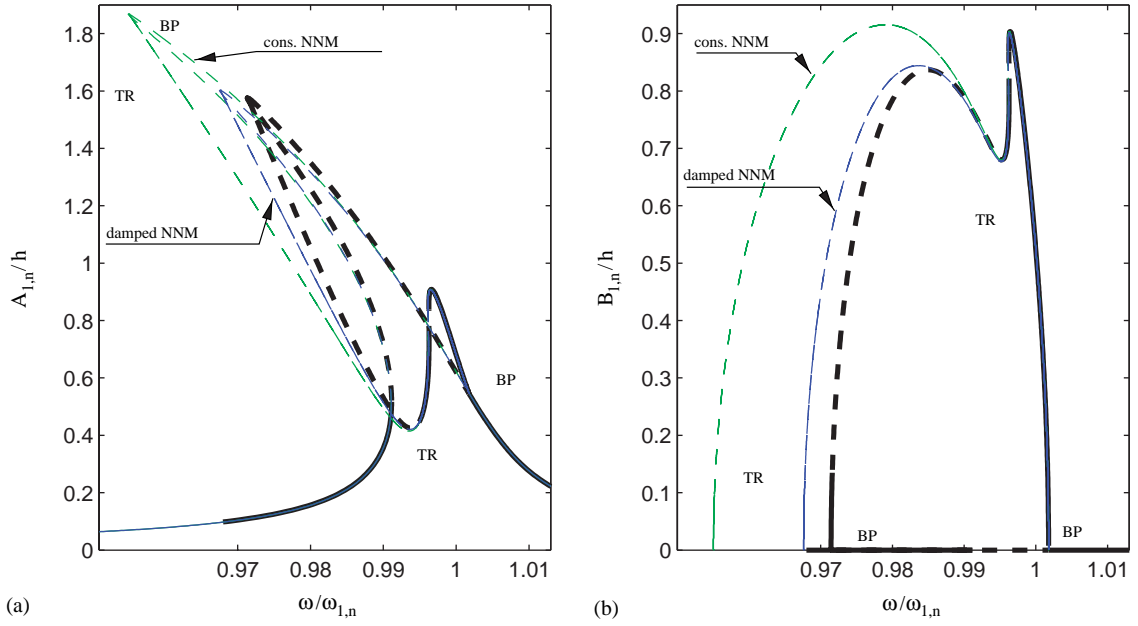 1.8
1.6
1.4
1.2
1
0.8
0.6
0.4
0.2
0
A1,n/h
BP
cons. NNM
TR
damped NNM
BP
TR
0.97
0.98
0.99
1
1.01
ω/ω1,n
(a)
0.9
0.8
0.7
0.6
0.5
0.4
0.3
0.2
0.1
0
B1,n/h
cons. NNM
damped NNM
TR
TR
BP
BP
0.97
0.98
0.99
1
1.01
ω/ω1,n
(b)